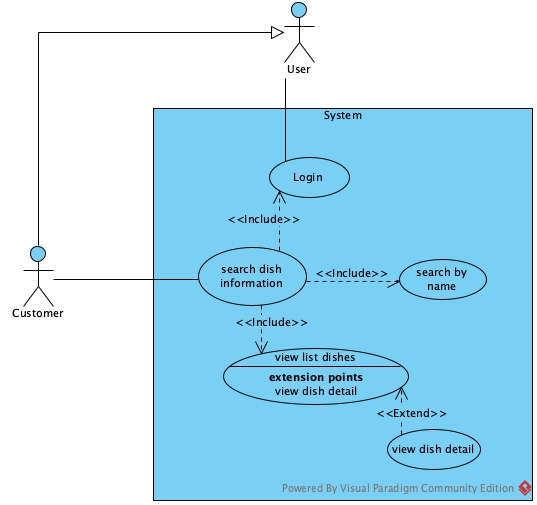 User
System
Login
<<Include>>
search dish
information
<<Include>>
search by
name
Customer
<<Include>>
view list dishes
extension points
view dish detail
<<Extend>>
view dish detail
Powered By Visual Paradigm Community Edition